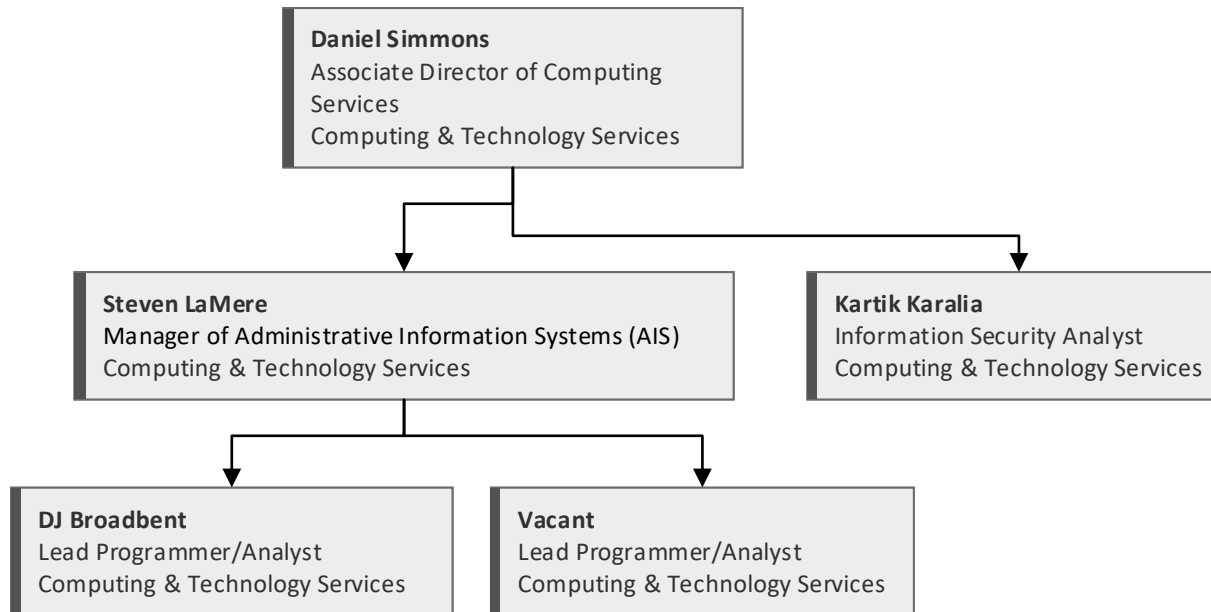 Daniel Simmons
Associate Director of Computing
Services
Computing & Technology Services
Steven LaMere
Manager of Administrative Information Systems (AIS)
Computing & Technology Services
Kartik Karalia
Information Security Analyst
Computing & Technology Services
DJ Broadbent
Lead Programmer/Analyst
Computing & Technology Services
Vacant
Lead Programmer/Analyst
Computing & Technology Services